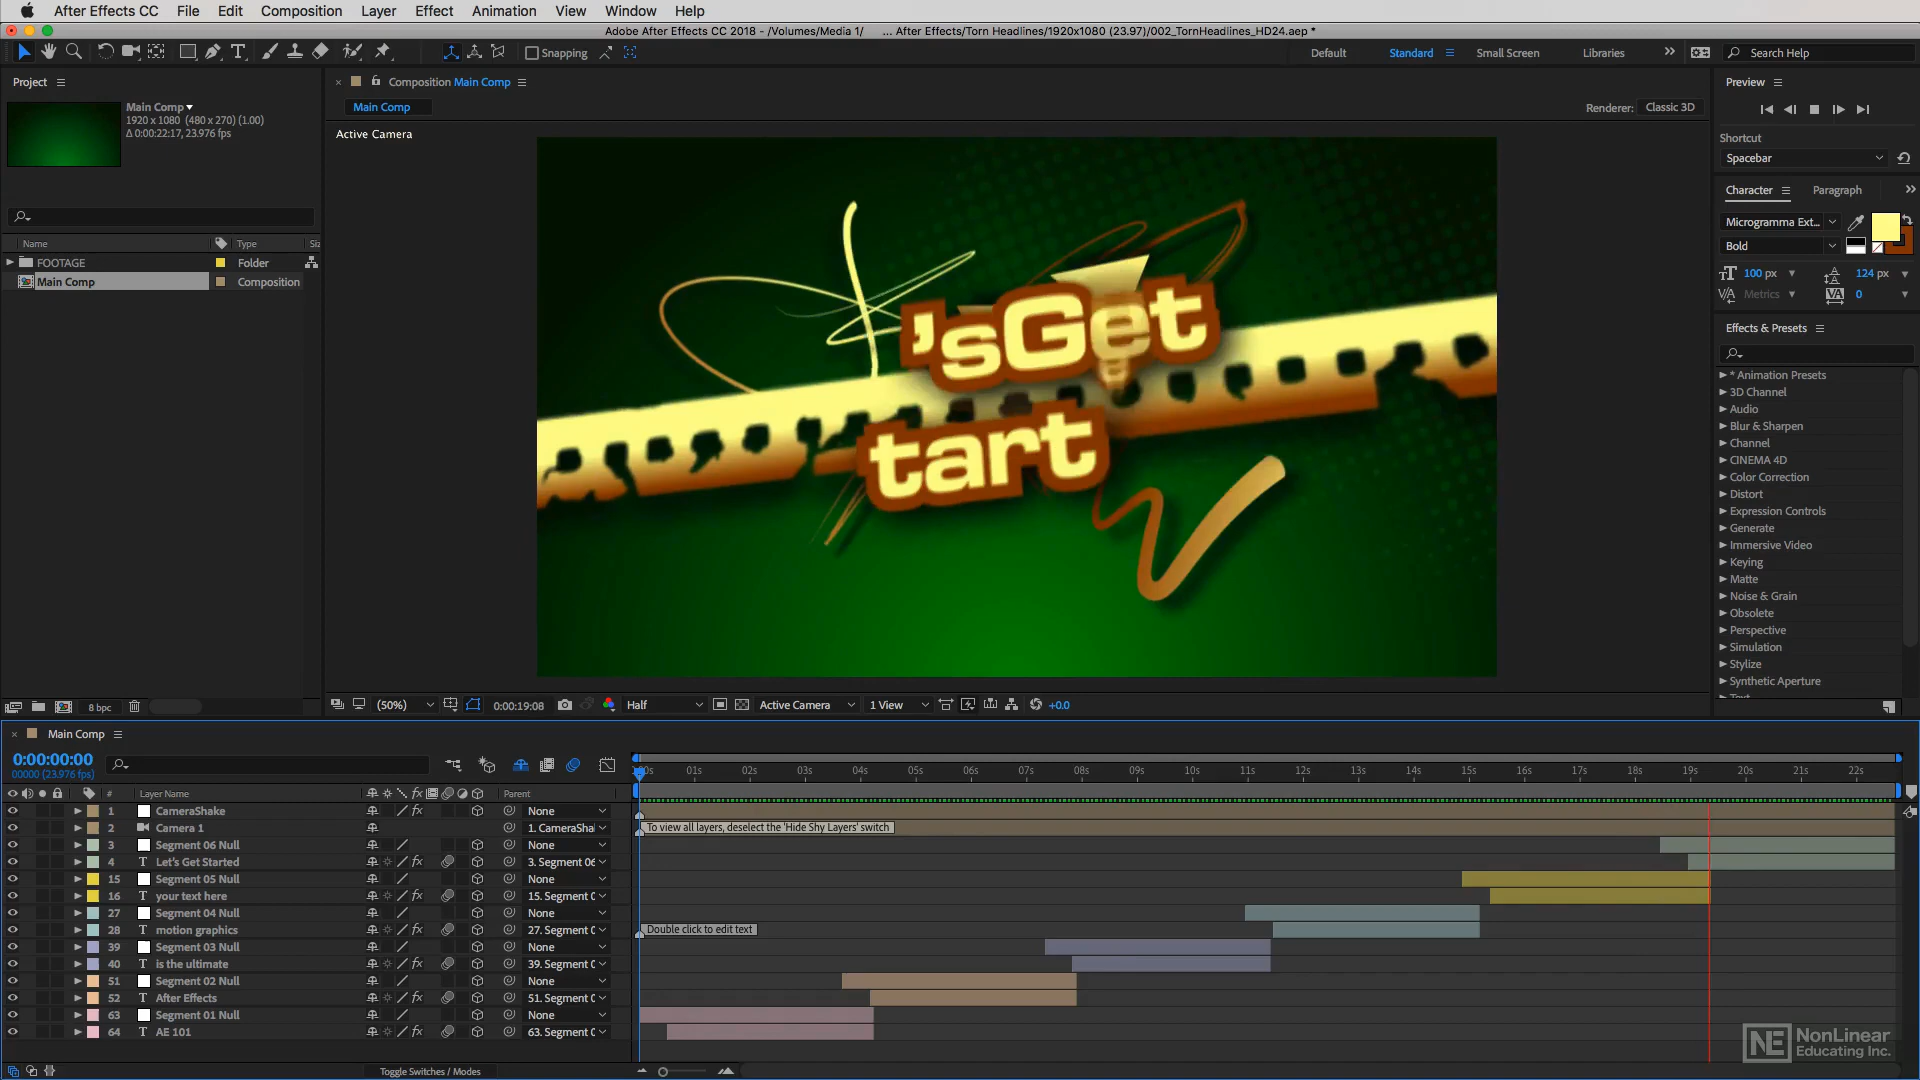 After Effects CC File Edit Composition Layer Effect Animation View Window Help
Adobe After Effects CC 2018 - /Volumes/Media 1/ ... After Effects/Torn Headlines/1920x1080 (23.97)/002_TornHeadlines_HD24.aep *
Snapping Default Standard Small Screen Libraries Search Help
Project
Main Comp
1920 x 1080 (480 x 270) (1.00)
Δ 0:00:22:17, 23.976 fps
Name Type
FOOTAGE Folder
Main Comp Composition
8 bpc
Composition Main Comp
Main Comp
Renderer: Classic 3D
Active Camera
'sGet
tart
(50%) 0:00:19:08 Half Active Camera 1 View +0.0
Preview
Shortcut
Spacebar
Character Paragraph
Microgramma Ext...
Bold
100 px 124 px
Metrics 0
Effects & Presets
* Animation Presets
3D Channel
Audio
Blur & Sharpen
Channel
CINEMA 4D
Color Correction
Distort
Expression Controls
Generate
Immersive Video
Keying
Matte
Noise & Grain
Obsolete
Perspective
Simulation
Stylize
Synthetic Aperture
Main Comp
0:00:00:00
00000 (23.976 fps)
01s 02s 03s 04s 05s 06s 07s 08s 09s 10s 11s 12s 13s 14s 15s 16s 17s 18s 19s 20s 21s 22s
# Layer Name fx Parent
1 CameraShake fx None
2 Camera 1 1. CameraSha To view all layers, deselect the 'Hide Shy Layers' switch
3 Segment 06 Null None
4 T Let's Get Started fx 3. Segment 06
15 Segment 05 Null None
16 T your text here fx 15. Segment 0
27 Segment 04 Null None
28 T motion graphics fx 27. Segment 0 Double click to edit text
39 Segment 03 Null None
40 T is the ultimate fx 39. Segment 0
51 Segment 02 Null None
52 T After Effects fx 51. Segment 0
63 Segment 01 Null None
64 T AE 101 fx 63. Segment 0
Toggle Switches / Modes
NE NonLinear
Educating Inc.